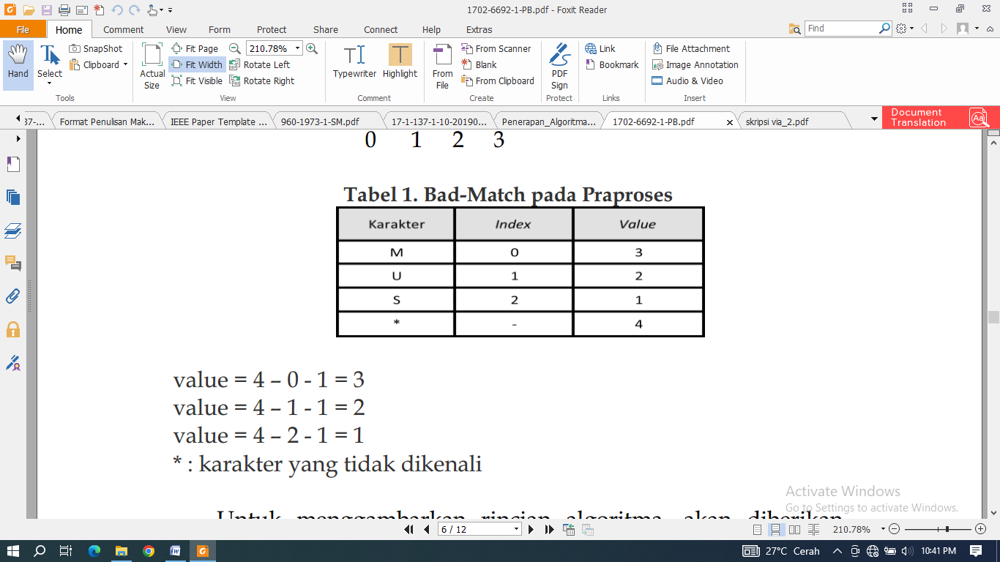 1702-6692-1-PB.pdf - Foxit Reader
File Home Comment View Form Protect Share Connect Help Extras Find
Hand
Select
SnapShot
Clipboard
Tools
Actual
Size
Fit Page
Fit Width
Fit Visible
210.78%
Rotate Left
Rotate Right
View
Typewriter
Highlight
Comment
From
File
From Scanner
Blank
From Clipboard
Create
PDF
Sign
Protect
Link
Bookmark
Links
File Attachment
Image Annotation
Audio & Video
Insert
37-... Format Penulisan Mak... IEEE Paper Template ... 960-1973-1-SM.pdf 17-1-137-1-10-20190... Penerapan_Algoritma... 1702-6692-1-PB.pdf skripsi via_2.pdf
Document
Translation
0 1 2 3
Tabel 1. Bad-Match pada Praproses
Karakter Index Value
M 0 3
U 1 2
S 2 1
* - 4
value = 4 – 0 - 1 = 3
value = 4 – 1 - 1 = 2
value = 4 – 2 - 1 = 1
* : karakter yang tidak dikenali
Untuk menggambarkan rincian algoritma, akan diberikan
Activate Windows
Go to Settings to activate Windows.
6 / 12
210.78%
27°C Cerah
10:41 PM